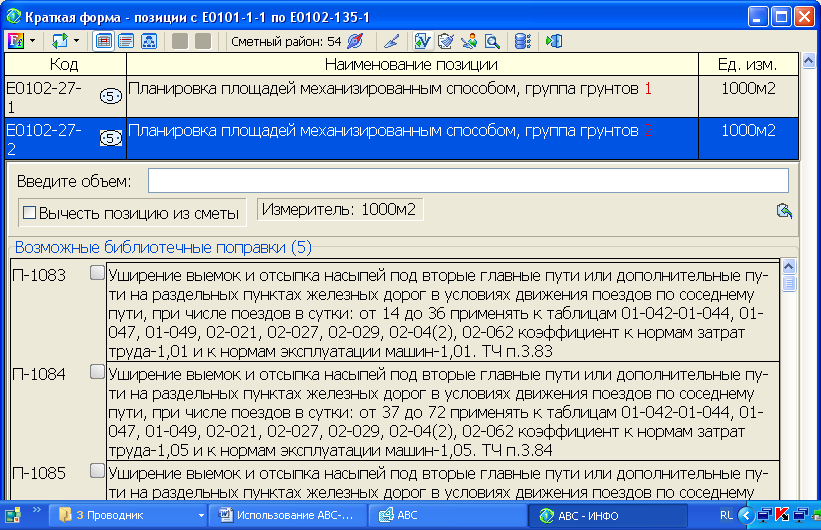 Краткая форма - позиции с Е0101-1-1 по Е0102-135-1
Сметный район: 54
Код Наименование позиции Ед. изм.
Е0102-27-1 (5) Планировка площадей механизированным способом, группа грунтов 1 1000м2
Е0102-27-2 (5) Планировка площадей механизированным способом, группа грунтов 1000м2
Введите объем:
Вычесть позицию из сметы Измеритель: 1000м2
Возможные библиотечные поправки (5)
П-1083 Уширение выемок и отсыпка насыпей под вторые главные пути или дополнительные пу-
ти на раздельных пунктах железных дорог в условиях движения поездов по соседнему
пути, при числе поездов в сутки: от 14 до 36 применять к таблицам 01-042-01-044, 01-
047, 01-049, 02-021, 02-027, 02-029, 02-04(2), 02-062 коэффициент к нормам затрат
труда-1,01 и к нормам эксплуатации машин-1,01. ТЧ п.3.83
П-1084 Уширение выемок и отсыпка насыпей под вторые главные пути или дополнительные пу-
ти на раздельных пунктах железных дорог в условиях движения поездов по соседнему
пути, при числе поездов в сутки: от 37 до 72 применять к таблицам 01-042-01-044, 01-
047, 01-049, 02-021, 02-027, 02-029, 02-04(2), 02-062 коэффициент к нормам затрат
труда-1,05 и к нормам эксплуатации машин-1,05. ТЧ п.3.84
П-1085 Уширение выемок и отсыпка насыпей под вторые главные пути или дополнительные пу-
ти на раздельных пунктах железных дорог в условиях движения поездов по соседнему
3 Проводник Использование АВС-... АВС АВС - ИНФО RL